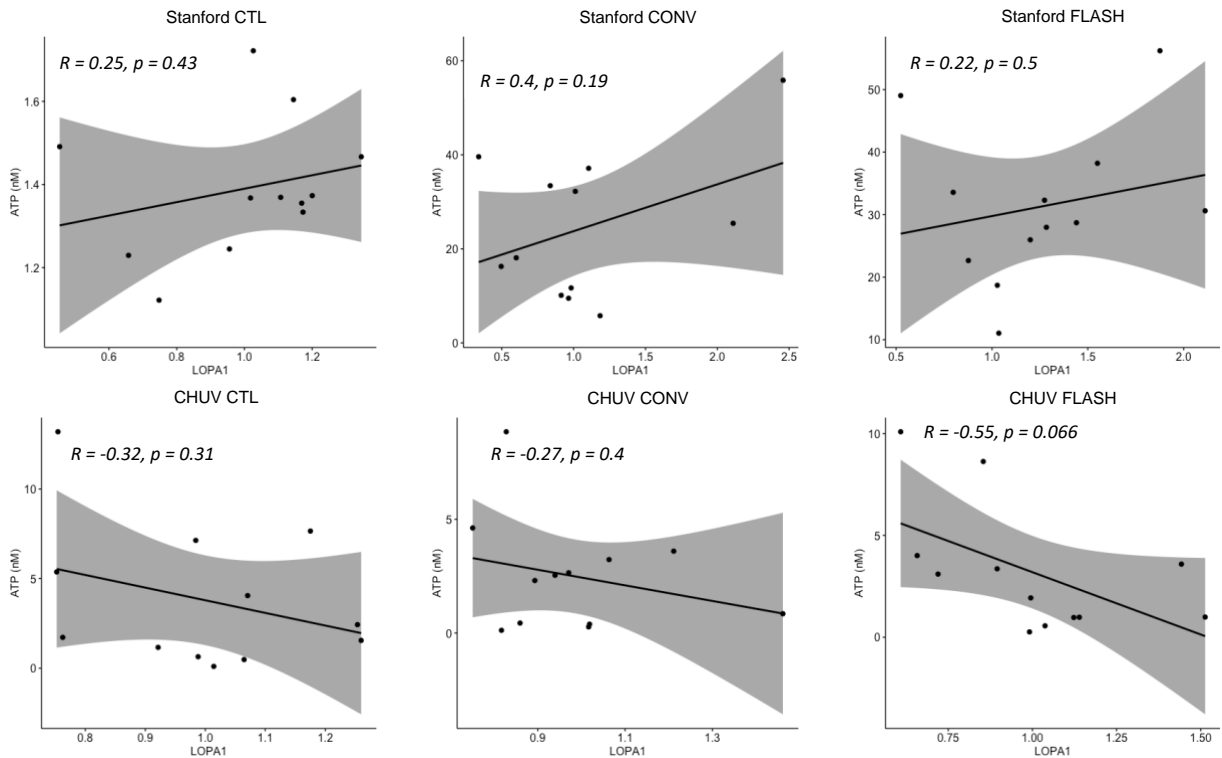 Stanford CTL
R = 0.25, p = 0.43
ATP (nM)
1.6
1.4
1.2
0.6 0.8 1.0 1.2
LOPA1
Stanford CONV
R = 0.4, p = 0.19
ATP (nM)
60
40
20
0
0.5 1.0 1.5 2.0 2.5
LOPA1
Stanford FLASH
R = 0.22, p = 0.5
ATP (nM)
50
40
30
20
10
0.5 1.0 1.5 2.0
LOPA1
CHUV CTL
R = -0.32, p = 0.31
ATP (nM)
10
5
0
0.8 0.9 1.0 1.1 1.2
LOPA1
CHUV CONV
R = -0.27, p = 0.4
ATP (nM)
5
0
0.9 1.1 1.3
LOPA1
CHUV FLASH
R = -0.55, p = 0.066
ATP (nM)
10
5
0
0.75 1.00 1.25 1.50
LOPA1